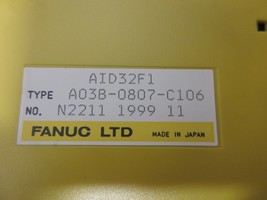 AID32F1
TYPE A03B-0807-C106
NO. N2211 1999 11
FANUC LTD MADE IN JAPAN